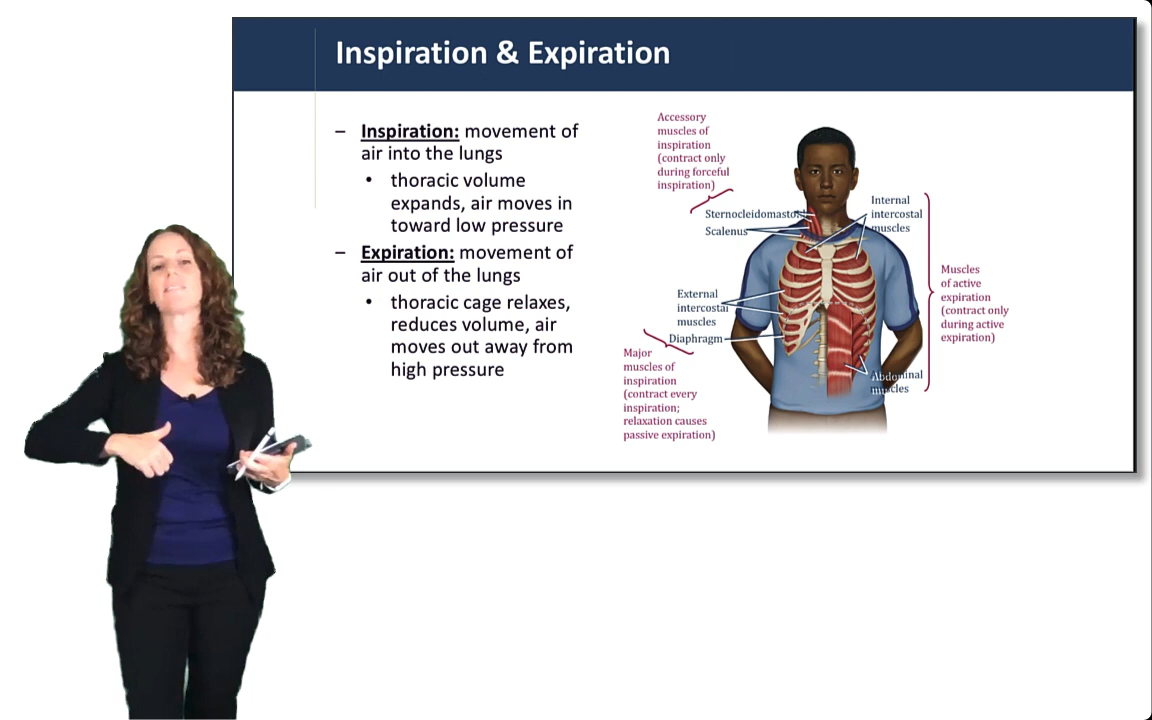 Inspiration & Expiration
– Inspiration: movement of
air into the lungs
• thoracic volume
expands, air moves in
toward low pressure
– Expiration: movement of
air out of the lungs
• thoracic cage relaxes,
reduces volume, air
moves out away from
high pressure
Accessory
muscles of
inspiration
(contract only
during forceful
inspiration)
Sternocleidomasto
Scalenus
External
intercostal
muscles
Diaphragm
Major
muscles of
inspiration
(contract every
inspiration;
relaxation causes
passive expiration)
Internal
intercostal
muscles
Abdominal
muscles
Muscles
of active
expiration
(contract only
during active
expiration)